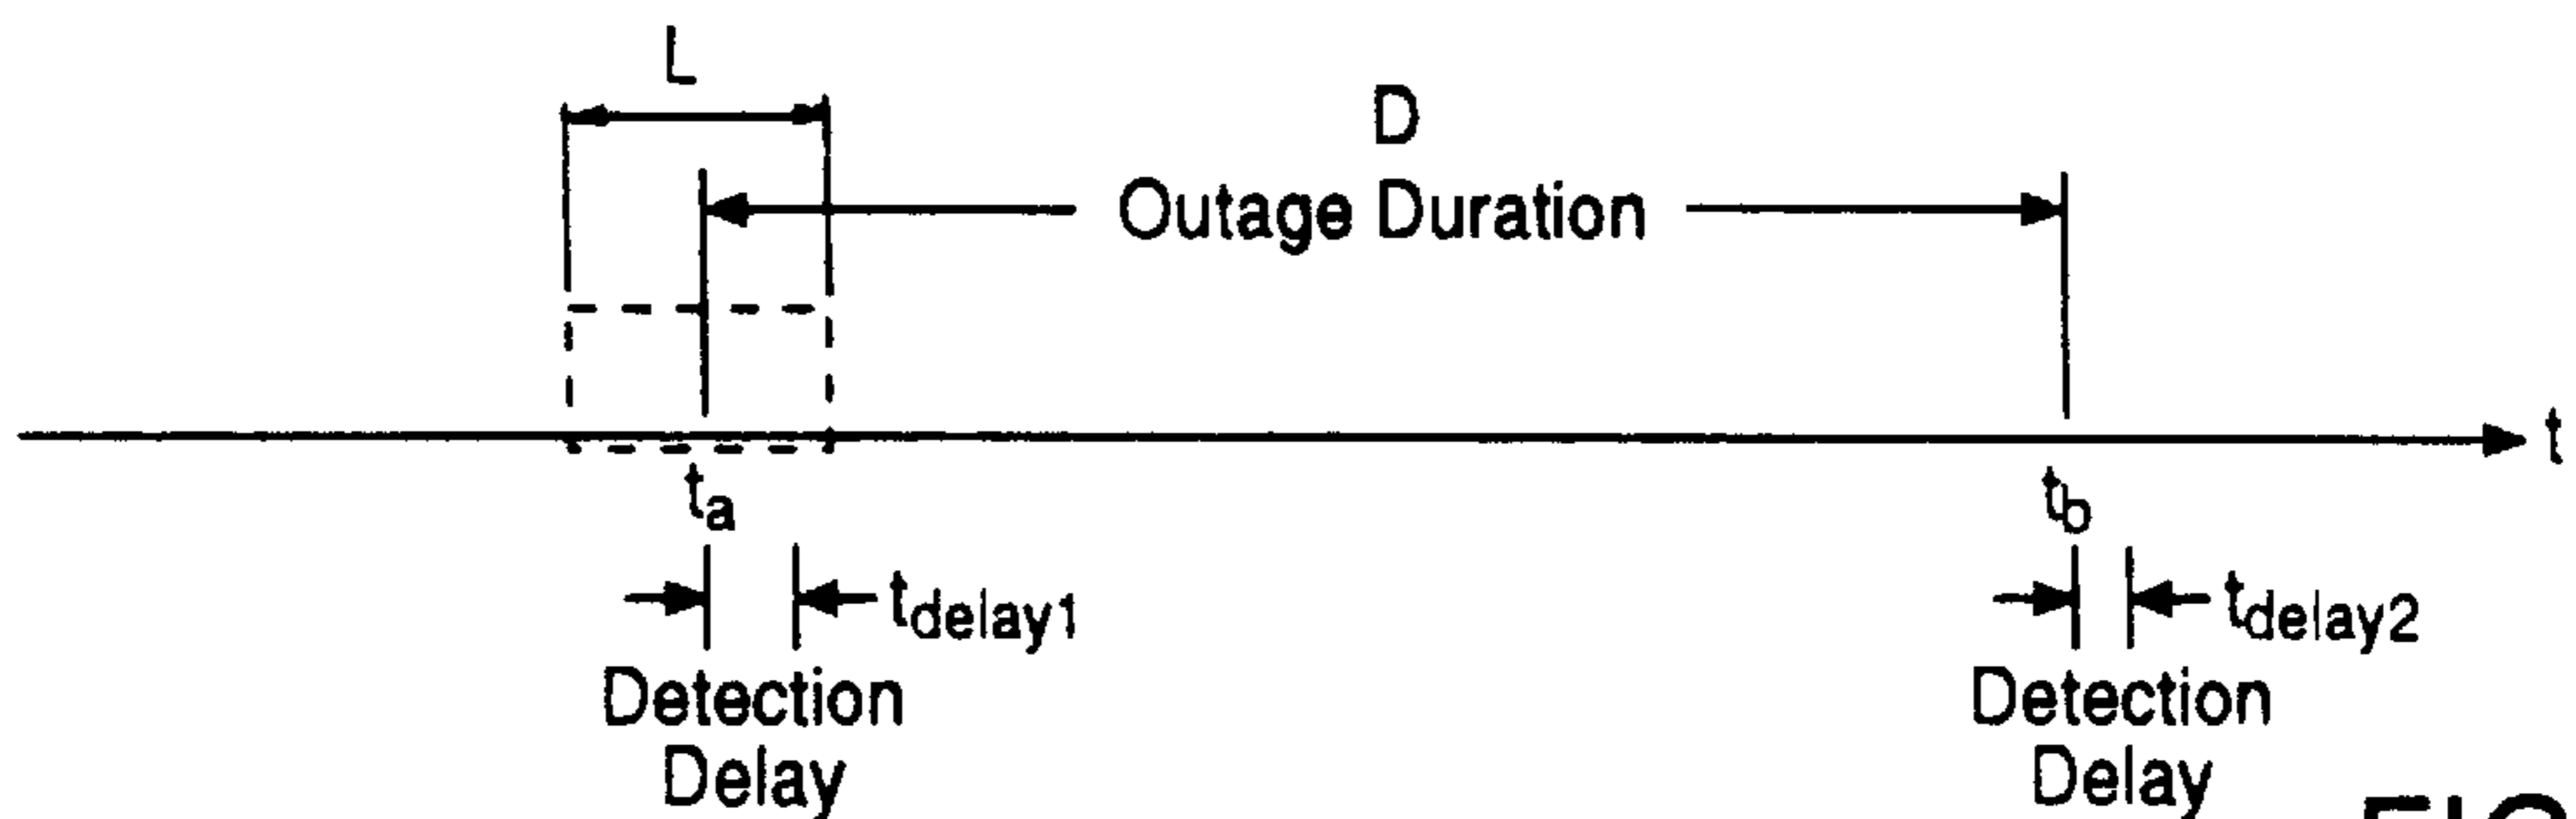 L
D
Outage Duration
t
ta
tb
tdelay1
tdelay2
Detection
Delay
Detection
Delay